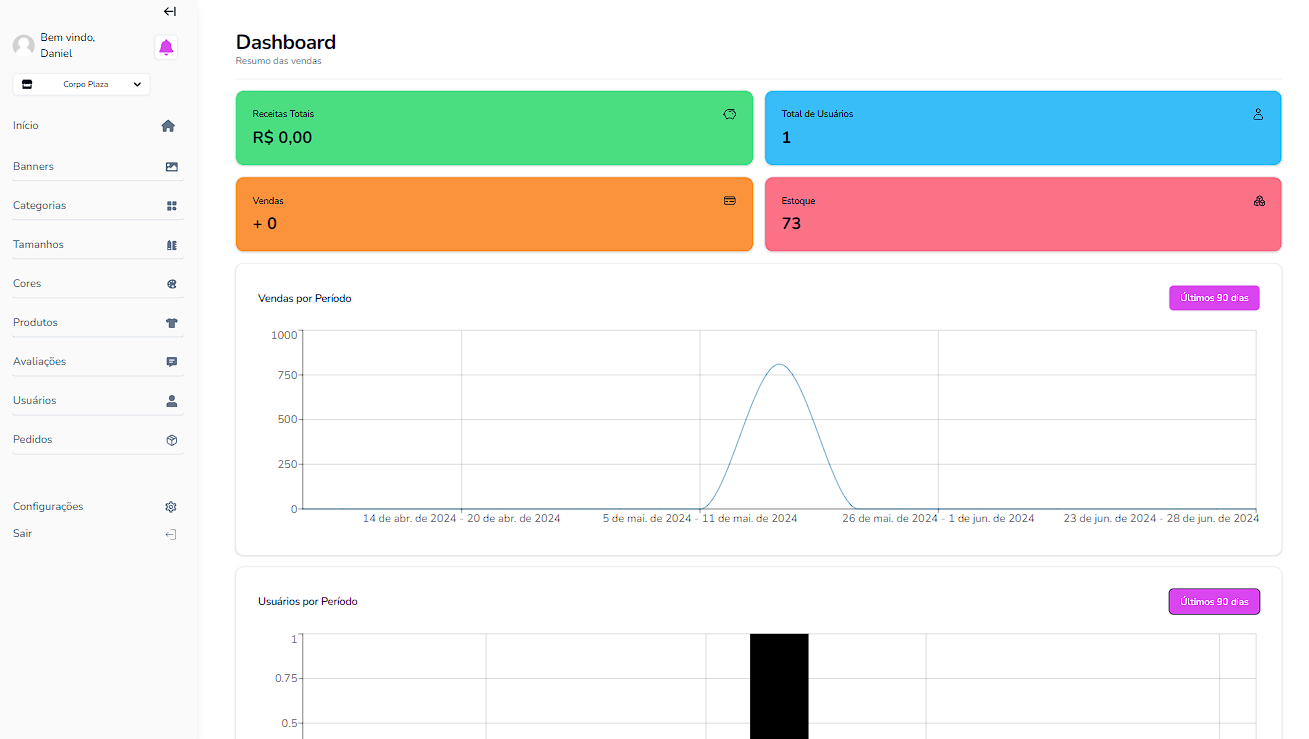 Bem vindo,
Daniel
Corpo Plaza
Início
Banners
Categorias
Tamanhos
Cores
Produtos
Avaliações
Usuários
Pedidos
Configurações
Sair
Dashboard
Resumo das vendas
Receitas Totais
R$ 0,00
Total de Usuários
1
Vendas
+ 0
Estoque
73
Vendas por Período
Últimos 90 dias
1000
750
500
250
0
14 de abr. de 2024 - 20 de abr. de 2024
5 de mai. de 2024 - 11 de mai. de 2024
26 de mai. de 2024 - 1 de jun. de 2024
23 de jun. de 2024 - 28 de jun. de 2024
Usuários por Período
Últimos 90 dias
1
0.75
0.5